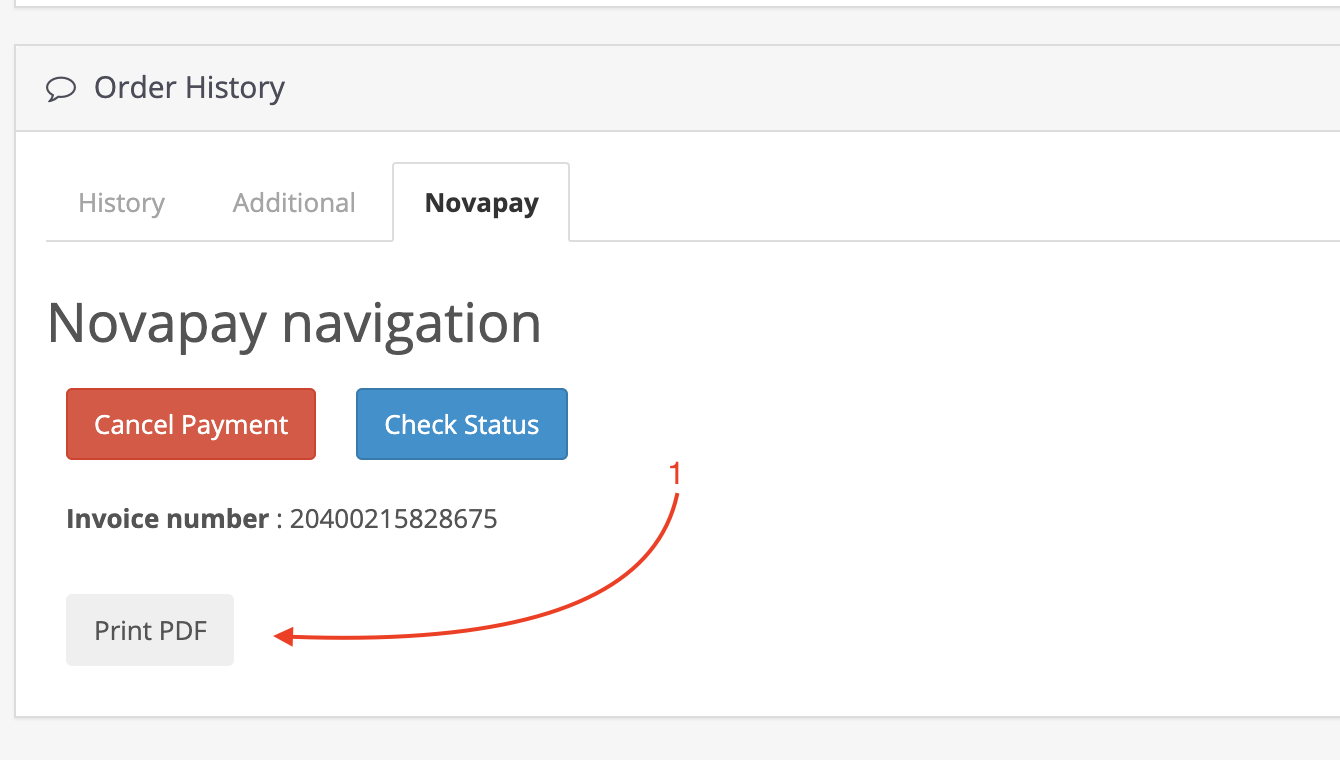 Order History
History Additional Novapay
Novapay navigation
Cancel Payment Check Status
1
Invoice number : 20400215828675
Print PDF